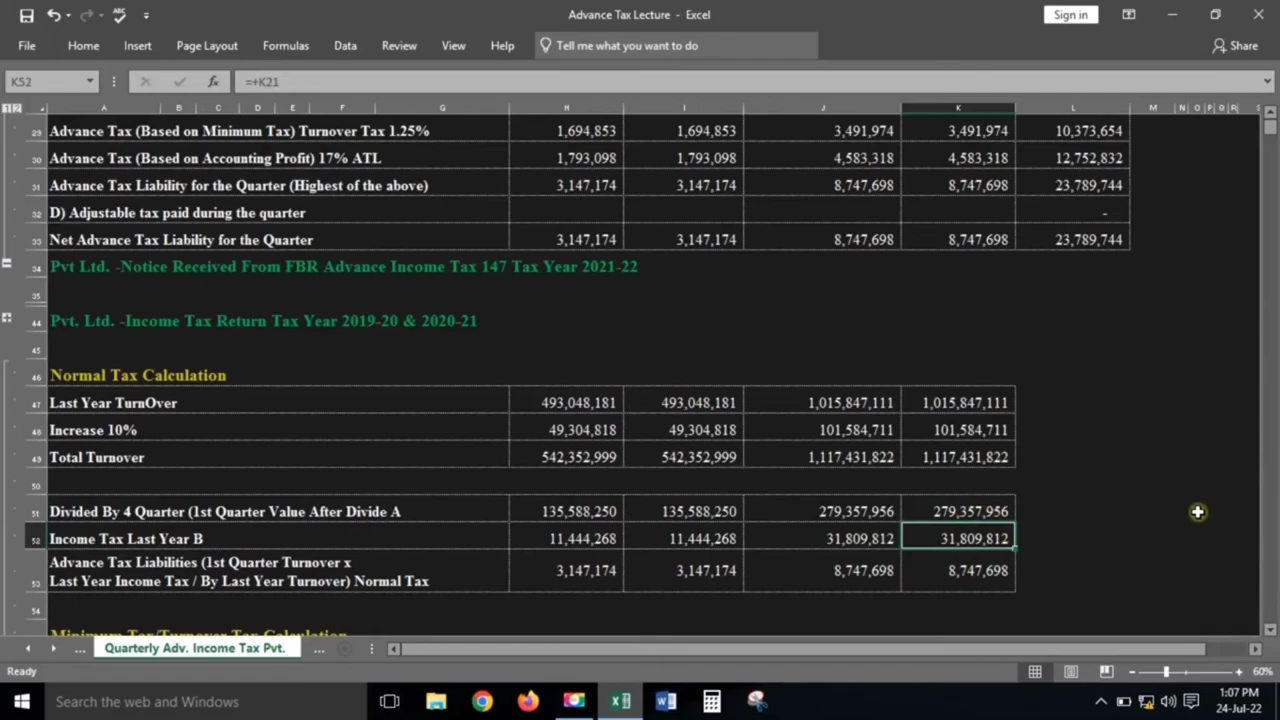 Advance Tax Lecture - Excel
Sign in
File Home Insert Page Layout Formulas Data Review View Help Tell me what you want to do Share
K52 fx =+K21
A B C D E F G H I J K L M N O P Q R
29 Advance Tax (Based on Minimum Tax) Turnover Tax 1.25% 1,694,853 1,694,853 3,491,974 3,491,974 10,373,654
30 Advance Tax (Based on Accounting Profit) 17% ATL 1,793,098 1,793,098 4,583,318 4,583,318 12,752,832
31 Advance Tax Liability for the Quarter (Highest of the above) 3,147,174 3,147,174 8,747,698 8,747,698 23,789,744
32 D) Adjustable tax paid during the quarter -
33 Net Advance Tax Liability for the Quarter 3,147,174 3,147,174 8,747,698 8,747,698 23,789,744
34 Pvt Ltd. -Notice Received From FBR Advance Income Tax 147 Tax Year 2021-22
35
44 Pvt. Ltd. -Income Tax Return Tax Year 2019-20 & 2020-21
45
46 Normal Tax Calculation
47 Last Year TurnOver 493,048,181 493,048,181 1,015,847,111 1,015,847,111
48 Increase 10% 49,304,818 49,304,818 101,584,711 101,584,711
49 Total Turnover 542,352,999 542,352,999 1,117,431,822 1,117,431,822
50
51 Divided By 4 Quarter (1st Quarter Value After Divide A 135,588,250 135,588,250 279,357,956 279,357,956
52 Income Tax Last Year B 11,444,268 11,444,268 31,809,812 31,809,812
Advance Tax Liabilities (1st Quarter Turnover x
53 Last Year Income Tax / By Last Year Turnover) Normal Tax 3,147,174 3,147,174 8,747,698 8,747,698
54
Minimum Tax/Turnover Tax Calculation
... Quarterly Adv. Income Tax Pvt. ...
Ready 60%
Search the web and Windows
1:07 PM
24-Jul-22